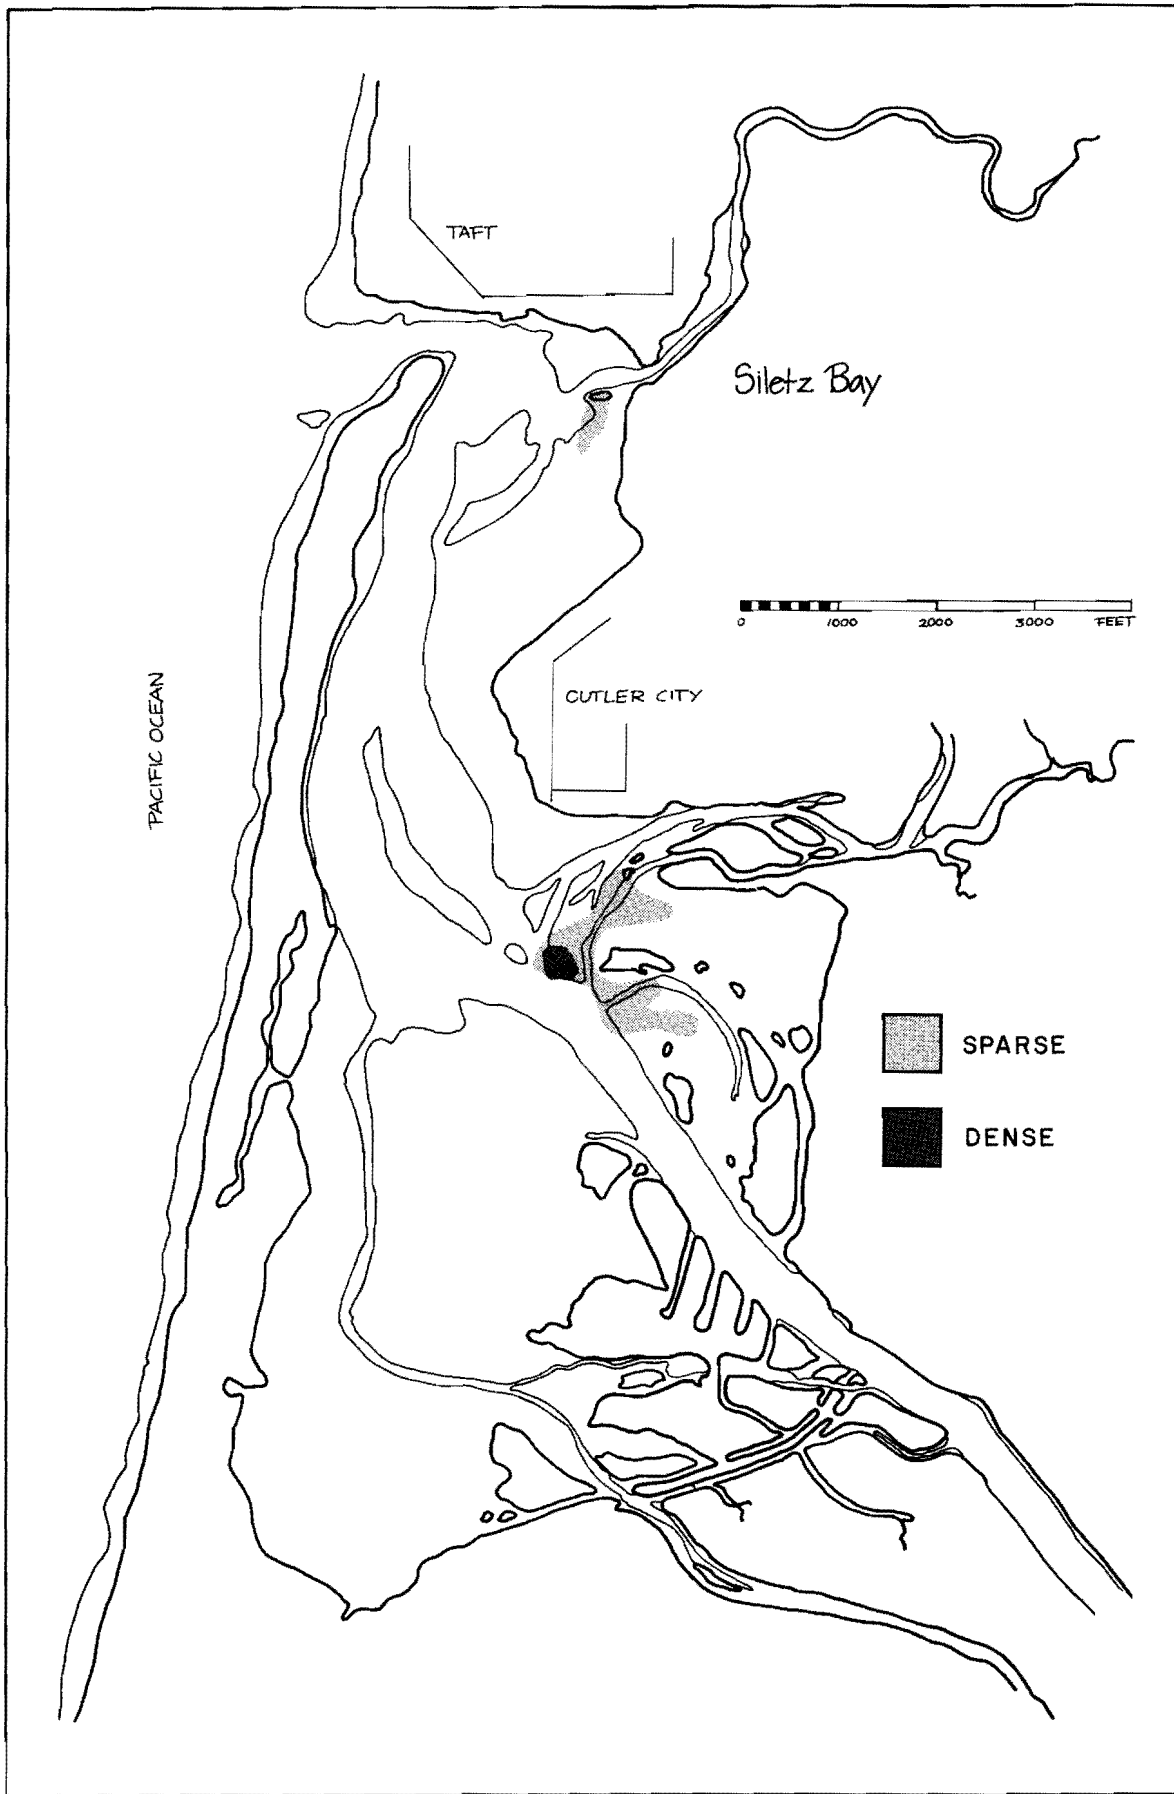 TAFT
Siletz Bay
0 1000 2000 3000 FEET
CUTLER CITY
PACIFIC OCEAN
SPARSE
DENSE